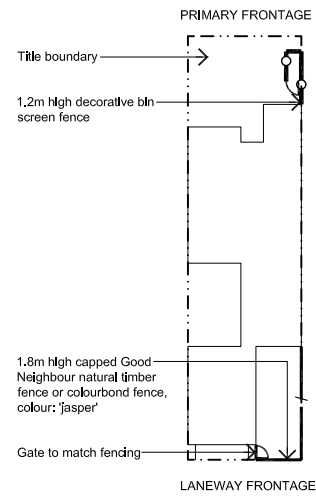 PRIMARY FRONTAGE
Title boundary
1.2m high decorative bin
screen fence
1.8m high capped Good
Neighbour natural timber
fence or colourbond fence,
colour: 'jasper'
Gate to match fencing
LANEWAY FRONTAGE